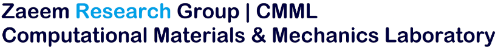 Zaeem Research Group | CMML
Computational Materials & Mechanics Laboratory